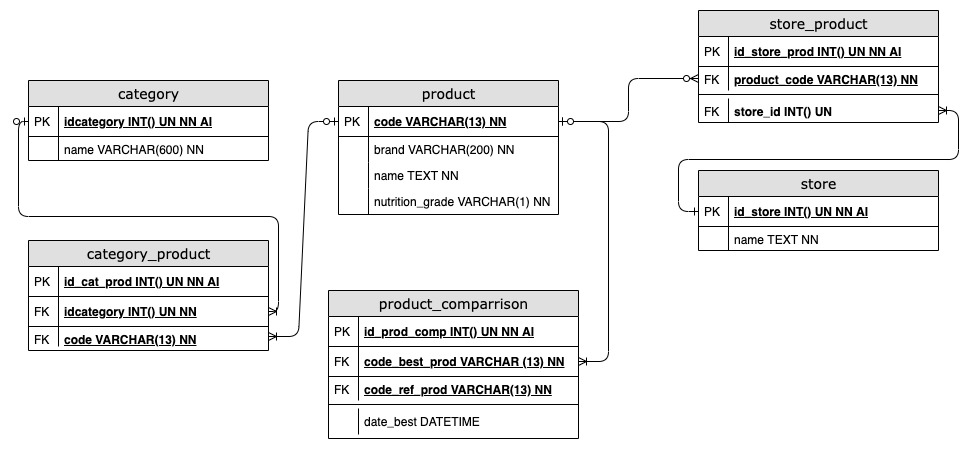 store_product
PK id_store_prod INT() UN NN AI
FK product_code VARCHAR(13) NN
FK store_id INT() UN
category
PK idcategory INT() UN NN AI
name VARCHAR(600) NN
product
PK code VARCHAR(13) NN
brand VARCHAR(200) NN
name TEXT NN
nutrition_grade VARCHAR(1) NN
store
PK id_store INT() UN NN AI
name TEXT NN
category_product
PK id_cat_prod INT() UN NN AI
FK idcategory INT() UN NN
FK code VARCHAR(13) NN
product_comparrison
PK id_prod_comp INT() UN NN AI
FK code_best_prod VARCHAR (13) NN
FK code_ref_prod VARCHAR(13) NN
date_best DATETIME